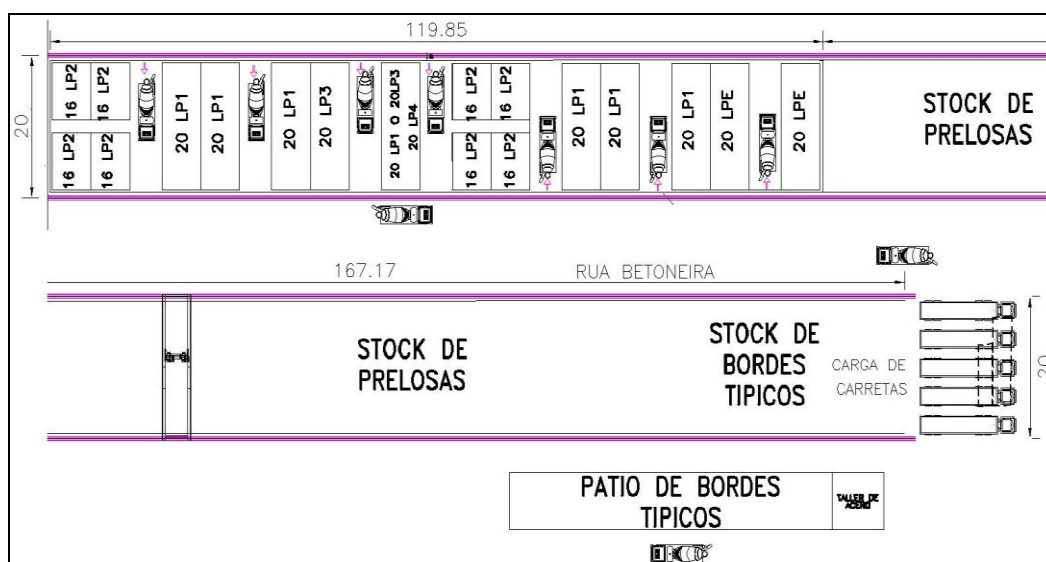 119.85
20
16 LP2
16 LP2
16 LP2
16 LP2
20 LP1
20 LP1
20 LP1
20 LP3
20 LP1 O 20LP3
20 LP4
16 LP2
16 LP2
16 LP2
16 LP2
20 LP1
20 LP1
20 LP1
20 LPE
20 LPE
STOCK DE
PRELOSAS
167.17
RUA BETONEIRA
STOCK DE
PRELOSAS
STOCK DE
BORDES
TIPICOS
CARGA DE
CARRETAS
20
PATIO DE BORDES
TIPICOS
TALLER DE
ACERO